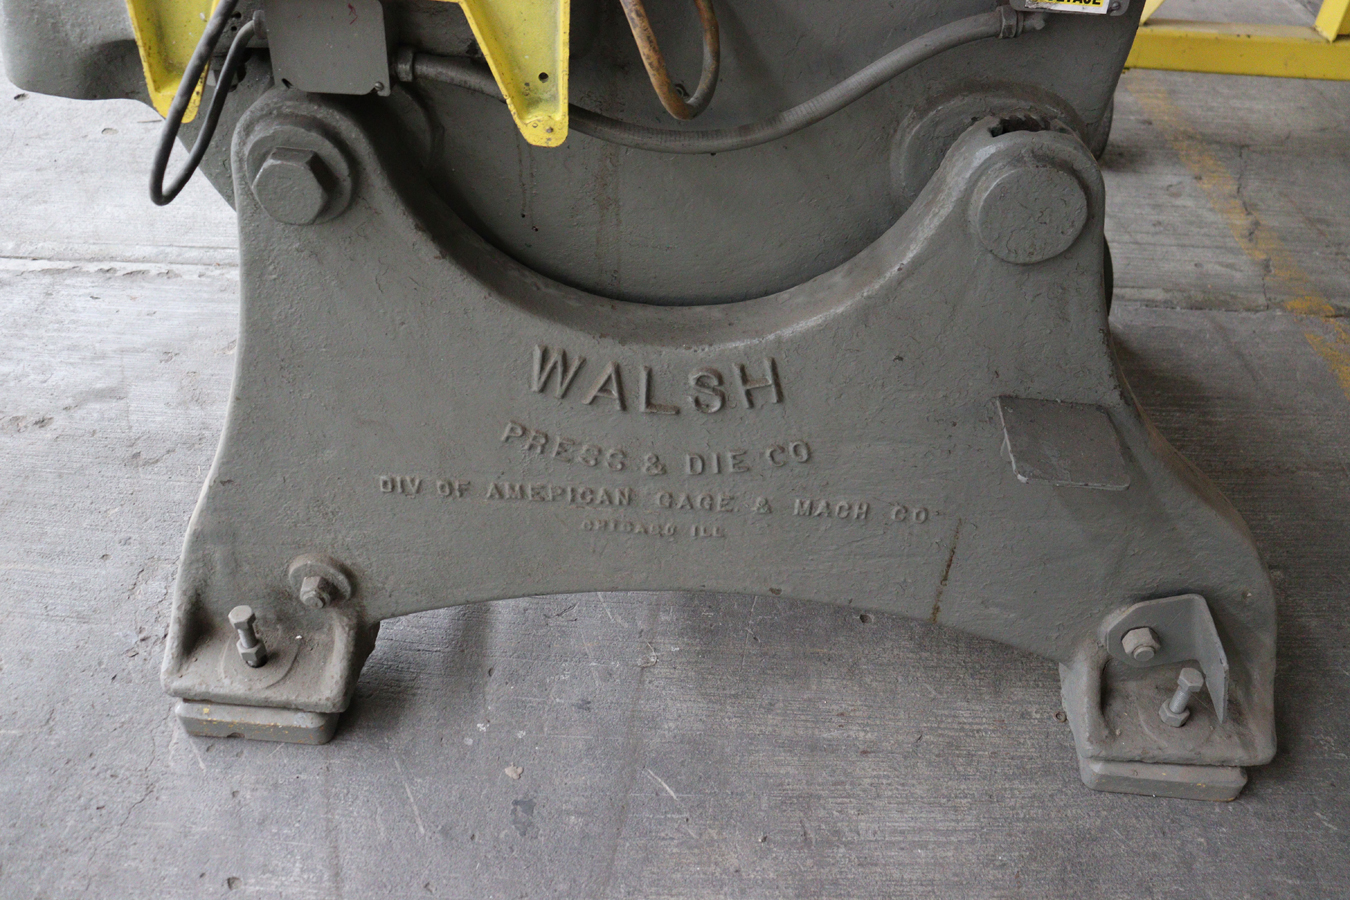 WALSH
PRESS & DIE CO
DIV OF AMERICAN GAGE & MACH CO
CHICAGO ILL